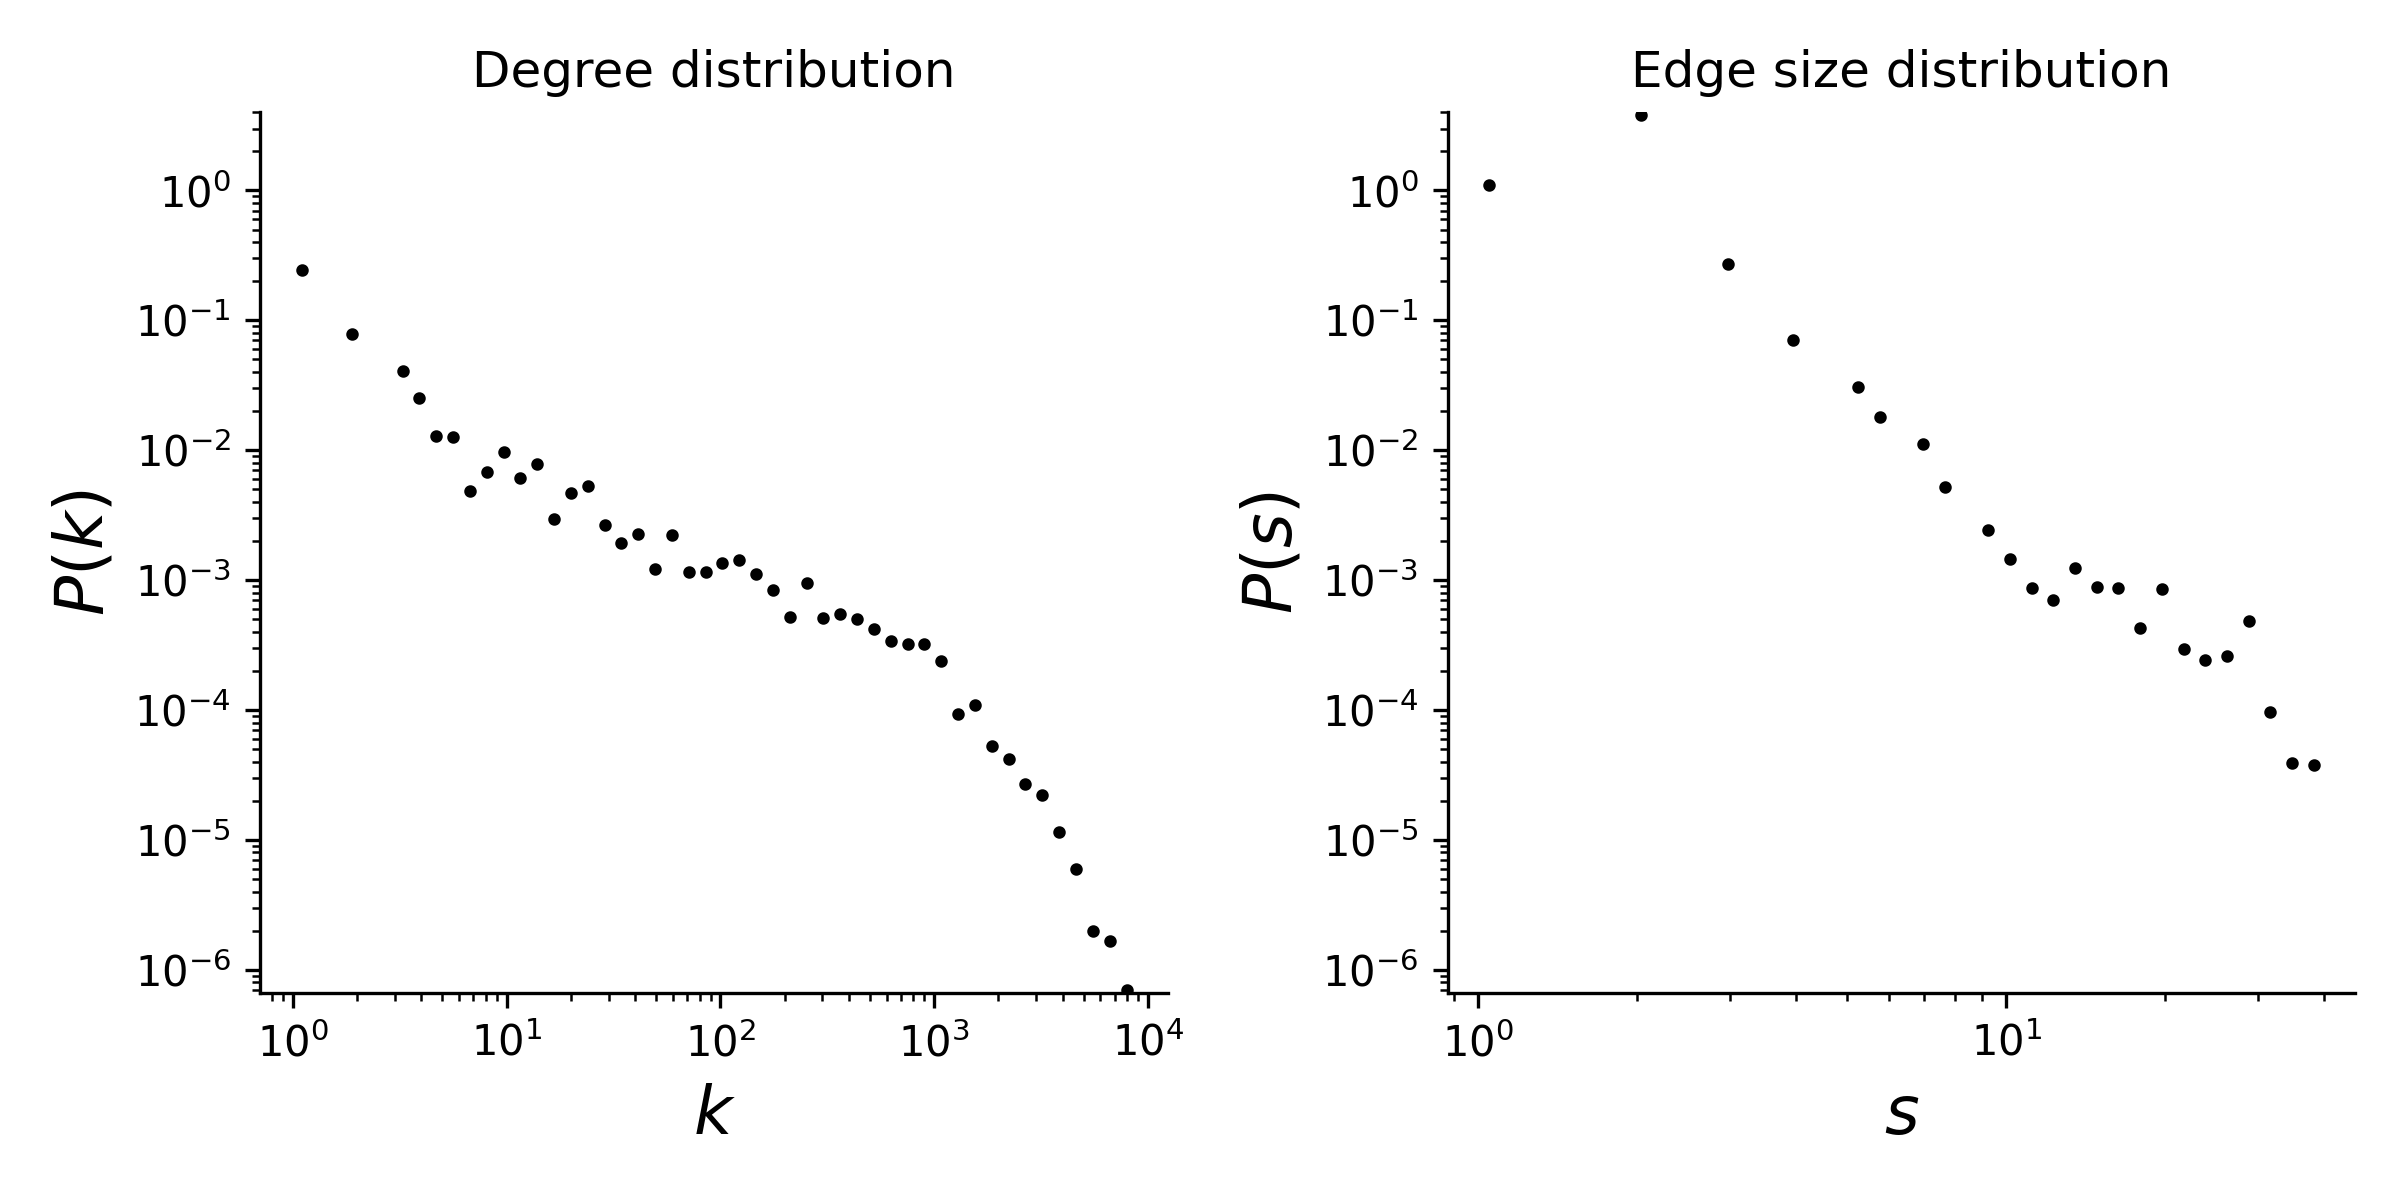 Degree distribution
P(k)
10⁰
10⁻¹
10⁻²
10⁻³
10⁻⁴
10⁻⁵
10⁻⁶
10⁰ 10¹ 10² 10³ 10⁴
k
Edge size distribution
P(s)
10⁰
10⁻¹
10⁻²
10⁻³
10⁻⁴
10⁻⁵
10⁻⁶
10⁰ 10¹
s